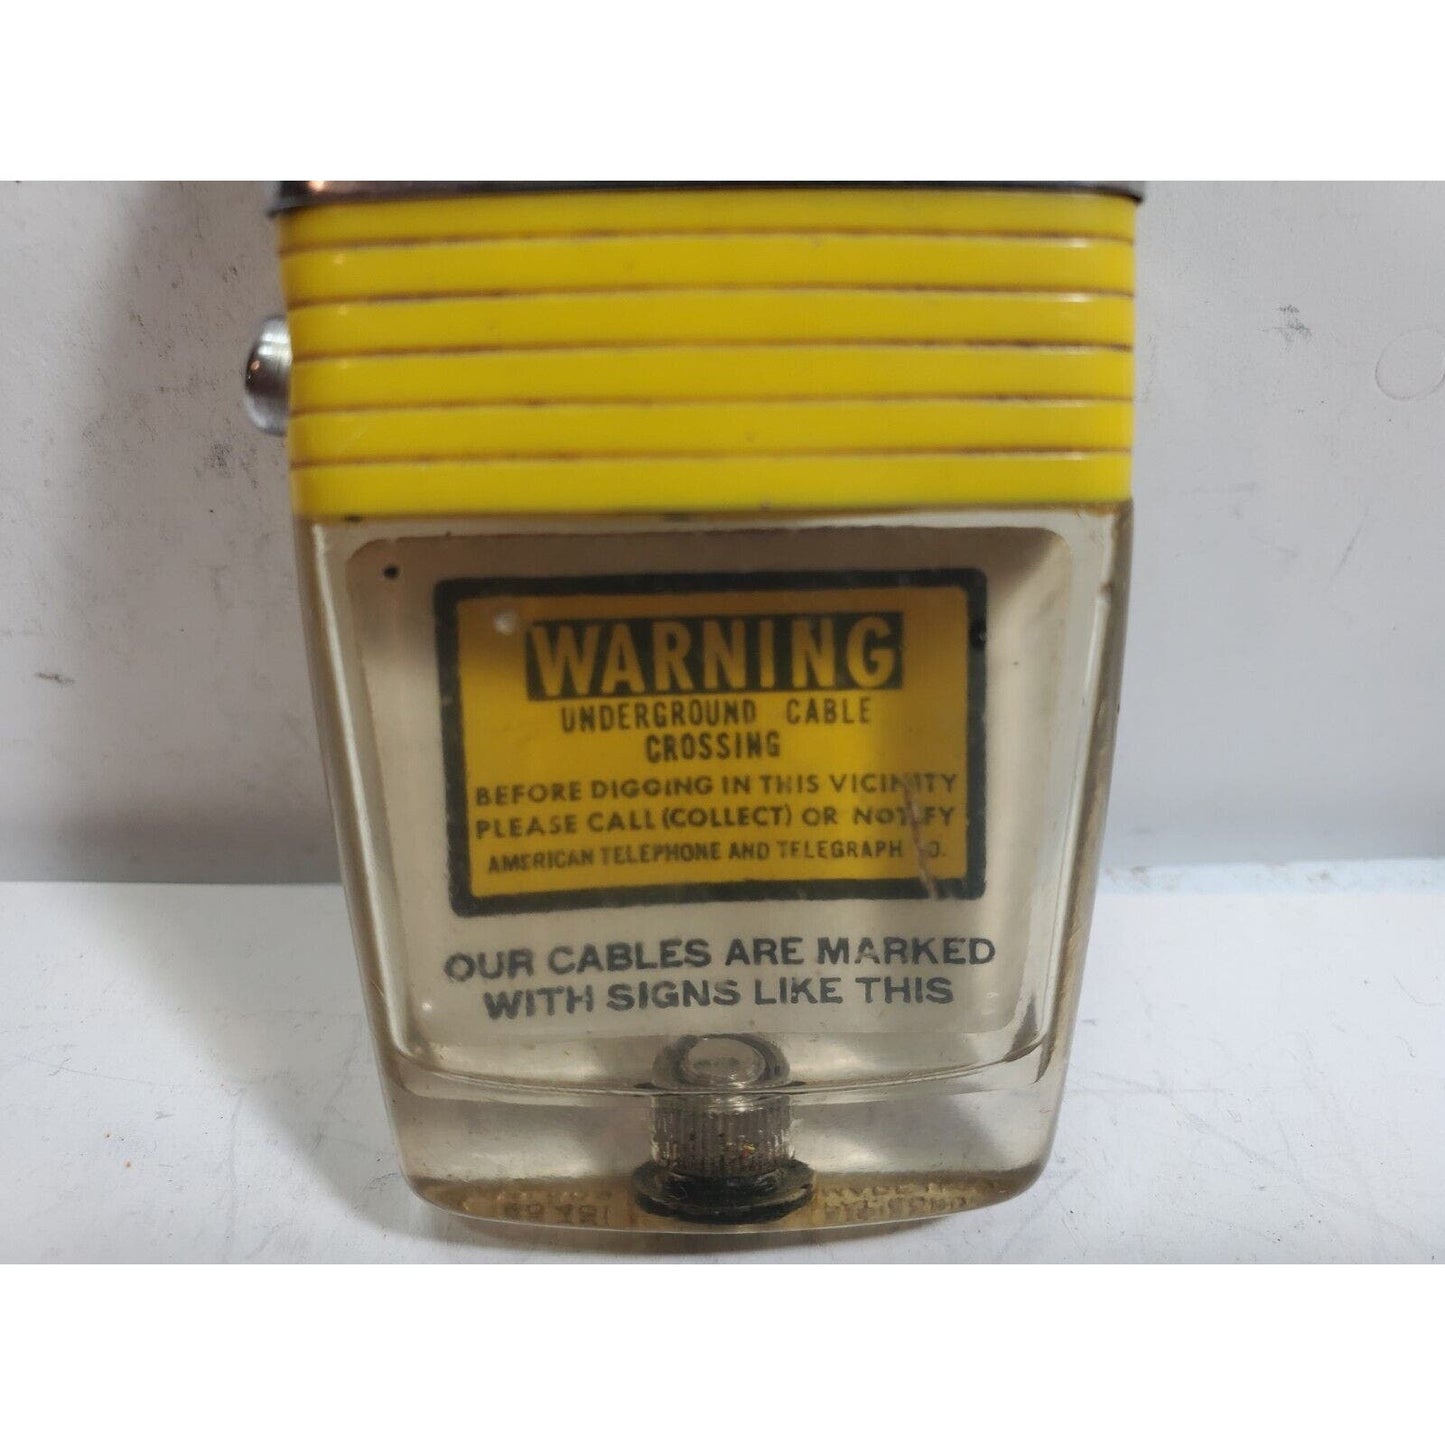 WARNING
UNDERGROUND CABLE
CROSSING
BEFORE DIGGING IN THIS VICINITY
PLEASE CALL (COLLECT) OR NOTIFY
AMERICAN TELEPHONE AND TELEGRAPH CO.
OUR CABLES ARE MARKED
WITH SIGNS LIKE THIS